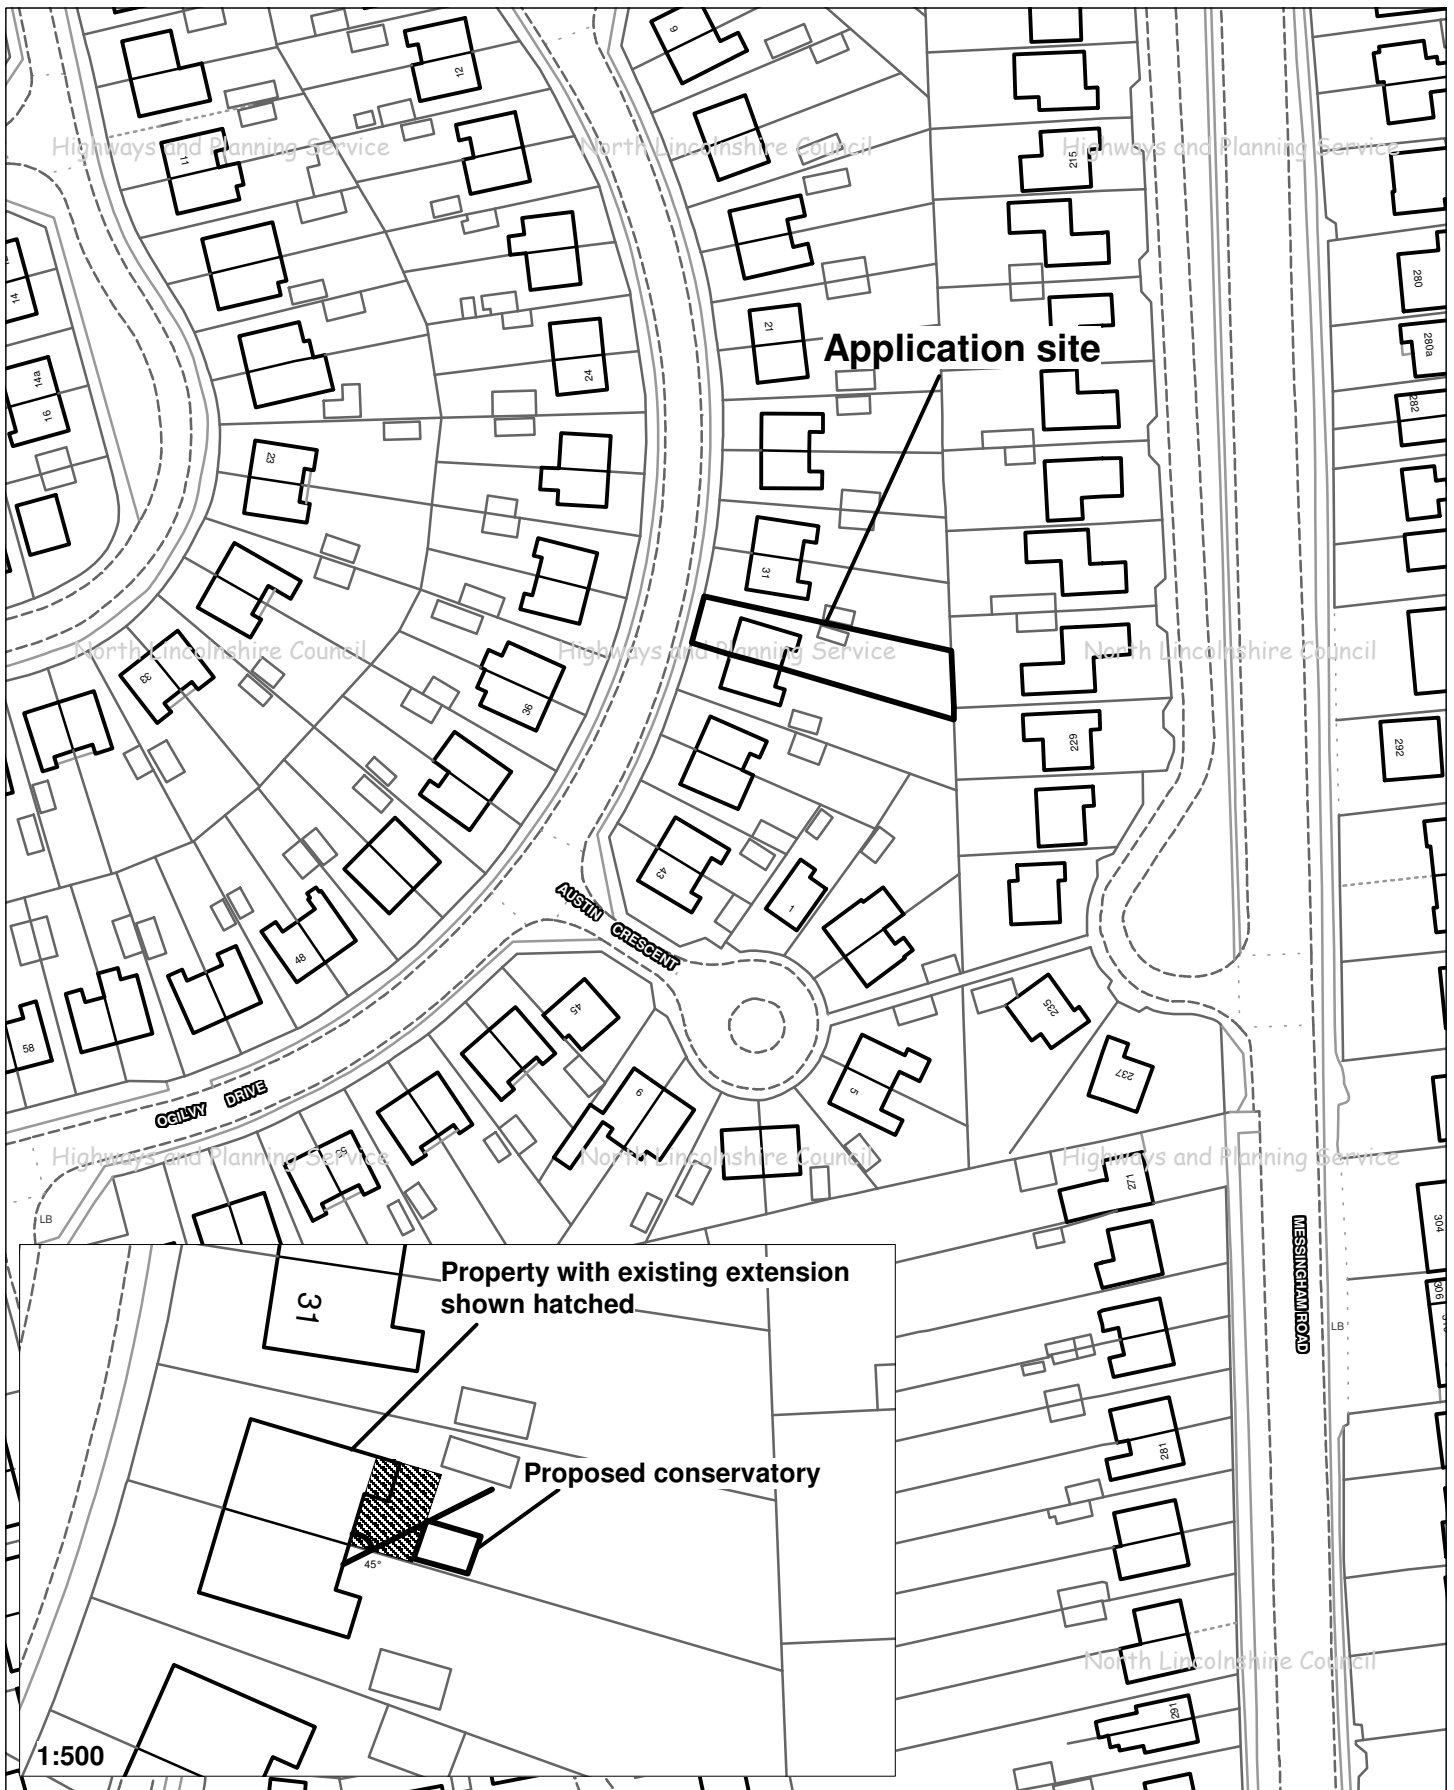 9
12
Highways and Planning Service
North Lincolnshire Council
Highways and Planning Service
11
215
14
280
21
Application site
280a
14a
24
16
282
23
31
North Lincolnshire Council
Highways and Planning Service
North Lincolnshire Council
33
36
229
292
43
AUSTIN CRESCENT
1
48
45
235
58
237
OGILVY DRIVE
9
5
Highways and Planning Service
North Lincolnshire Council
Highways and Planning Service
271
LB
304
MESSINGHAM ROAD
Property with existing extension
shown hatched
31
306
LB
281
Proposed conservatory
45°
North Lincolnshire Council
291
1:500